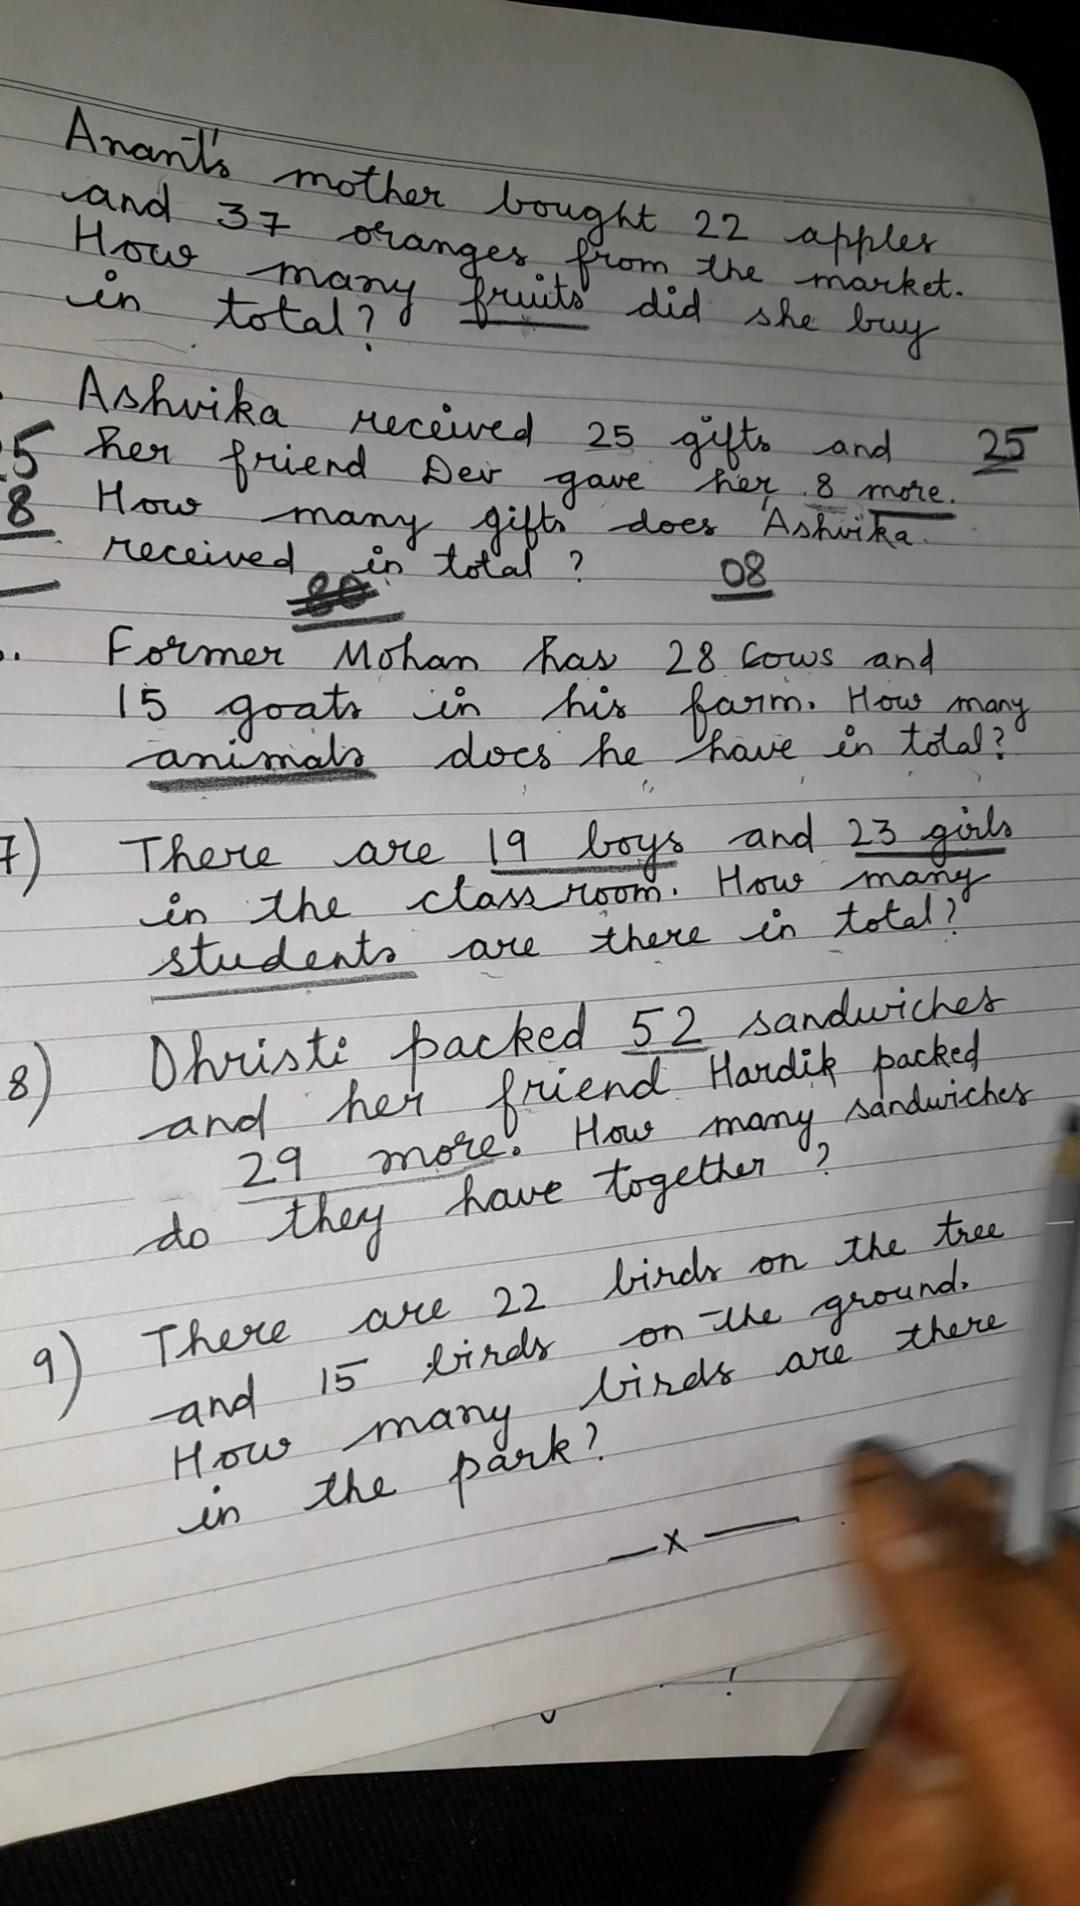 Anant's mother bought 22 apples
and 37 oranges from the market.
How many fruits did she buy
in total?
Ashvika received 25 gifts and 25
5 her friend Dev gave her 8 more.
8 How many gifts does Ashvika
received in total ? 08
80
Former Mohan has 28 cows and
15 goats in his farm. How many
animals does he have in total?
7) There are 19 boys and 23 girls
in the classroom. How many
students are there in total?
8) Dhristi packed 52 sandwiches
and her friend Hardik packed
29 more. How many sandwiches
do they have together ?
9) There are 22 birds on the tree
and 15 birds on the ground.
How many birds are there
in the park?
—x—